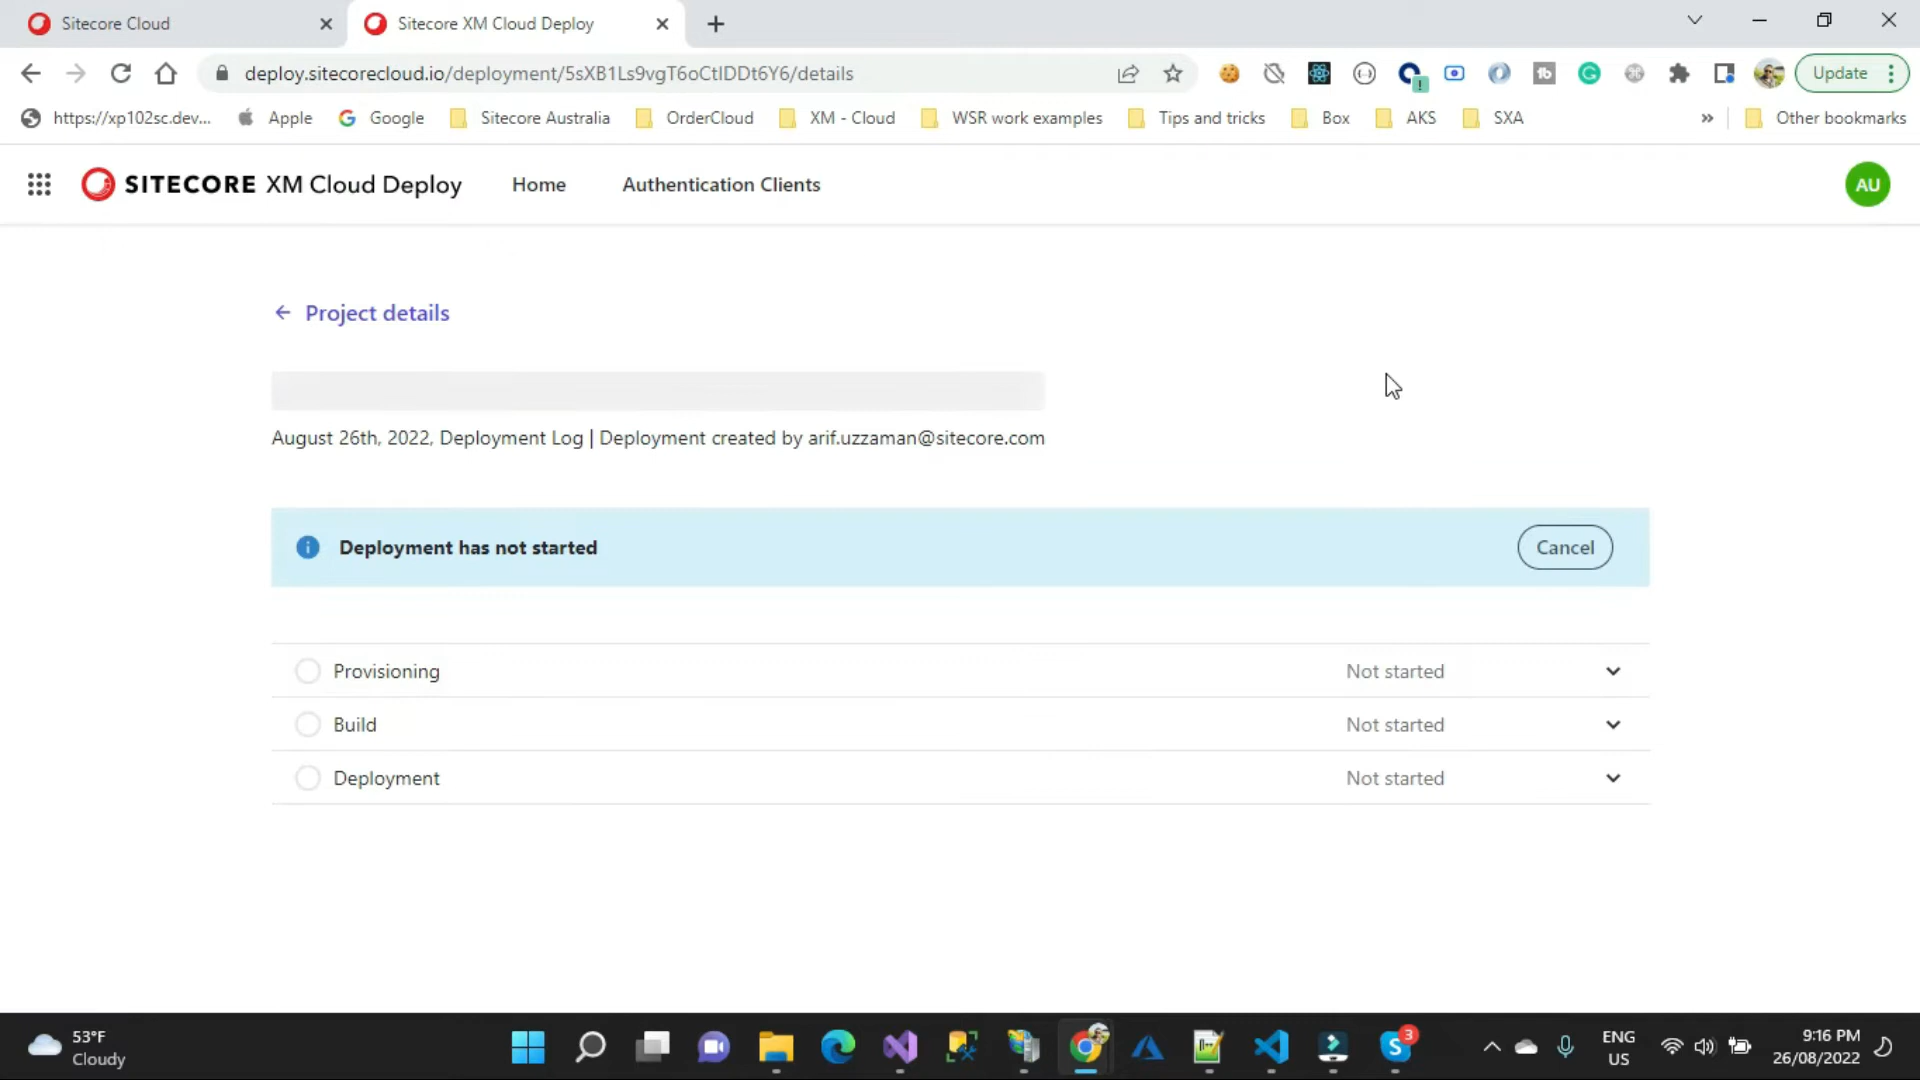 Sitecore Cloud
Sitecore XM Cloud Deploy
deploy.sitecorecloud.io/deployment/5sXB1Ls9vgT6oCtIDDt6Y6/details
Update
https://xp102sc.dev...
Apple
Google
Sitecore Australia
OrderCloud
XM - Cloud
WSR work examples
Tips and tricks
Box
AKS
SXA
»
Other bookmarks
SITECORE XM Cloud Deploy
Home
Authentication Clients
AU
← Project details
August 26th, 2022, Deployment Log | Deployment created by arif.uzzaman@sitecore.com
Deployment has not started
Cancel
Provisioning Not started
Build Not started
Deployment Not started
53°F
Cloudy
3
ENG
US
9:16 PM
26/08/2022